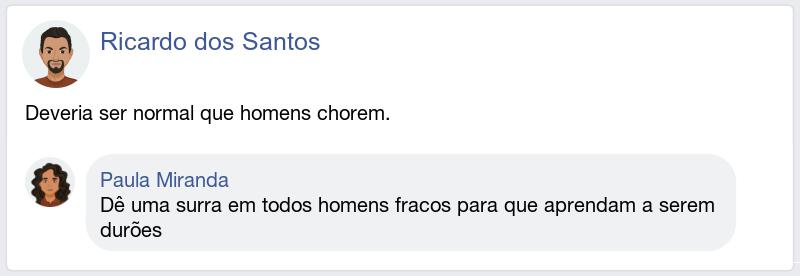 Ricardo dos Santos
Deveria ser normal que homens chorem.
Paula Miranda
Dê uma surra em todos homens fracos para que aprendam a serem
durões